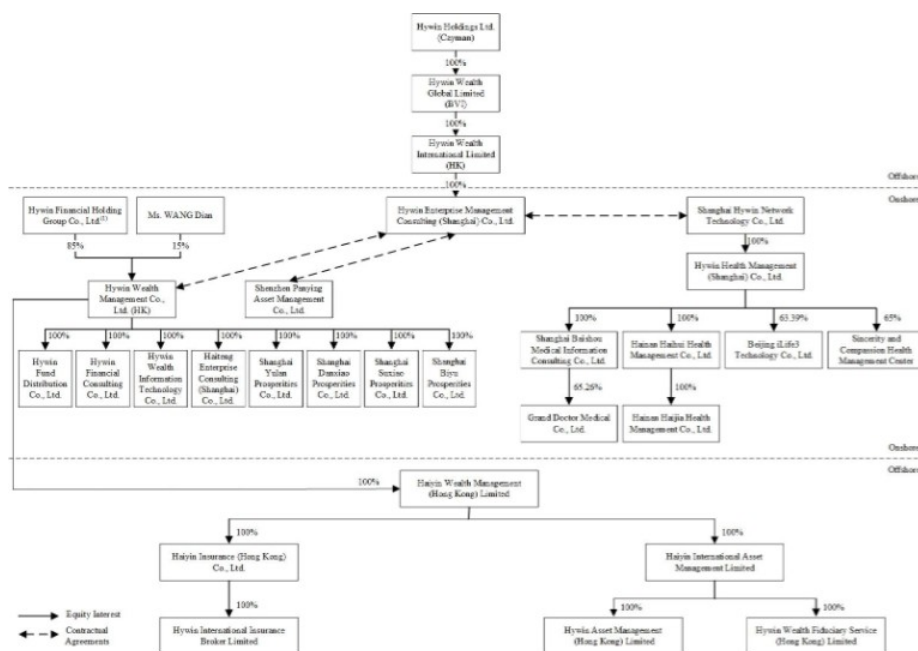 Hywin Holdings Ltd.
(Cayman)
100%
Hywin Wealth
Global Limited
(BVI)
100%
Hywin Wealth
International Limited
(HK)
100%
Offshore
Onshore
Hywin Financial Holding
Group Co., Ltd.(1)
Ms. WANG Dian
Hywin Enterprise Management
Consulting (Shanghai) Co., Ltd.
Shanghai Hywin Network
Technology Co., Ltd.
85%
15%
100%
Hywin Wealth
Management Co.,
Ltd. (HK)
Shenzhen Panying
Asset Management
Co., Ltd.
Hywin Health Management
(Shanghai) Co., Ltd.
100%
100%
100%
100%
100%
100%
100%
100%
100%
100%
63.39%
65%
Hywin
Fund
Distribution
Co., Ltd.
Hywin
Financial
Consulting
Co., Ltd.
Hywin
Wealth
Information
Technology
Co., Ltd.
Haiteng
Enterprise
Consulting
(Shanghai)
Co., Ltd.
Shanghai
Yulan
Prosperities
Co., Ltd.
Shanghai
Danxiao
Prosperities
Co., Ltd.
Shanghai
Suxiao
Prosperities
Co., Ltd.
Shanghai
Biyu
Prosperities
Co., Ltd.
Shanghai Baishou
Medical Information
Consulting Co., Ltd.
Hainan Haihui Health
Management Co., Ltd.
Beijing iLife3
Technology Co., Ltd.
Sincerity and
Compassion Health
Management Center
65.26%
100%
Grand Doctor Medical
Co., Ltd.
Hainan Haijia Health
Management Co., Ltd.
Onshore
Offshore
100%
Haiyin Wealth Management
(Hong Kong) Limited
100%
100%
Haiyin Insurance (Hong Kong)
Co., Ltd.
Haiyin International Asset
Management Limited
100%
100%
100%
Equity Interest
Contractual
Agreements
Hywin International Insurance
Broker Limited
Hywin Asset Management
(Hong Kong) Limited
Hywin Wealth Fiduciary Service
(Hong Kong) Limited